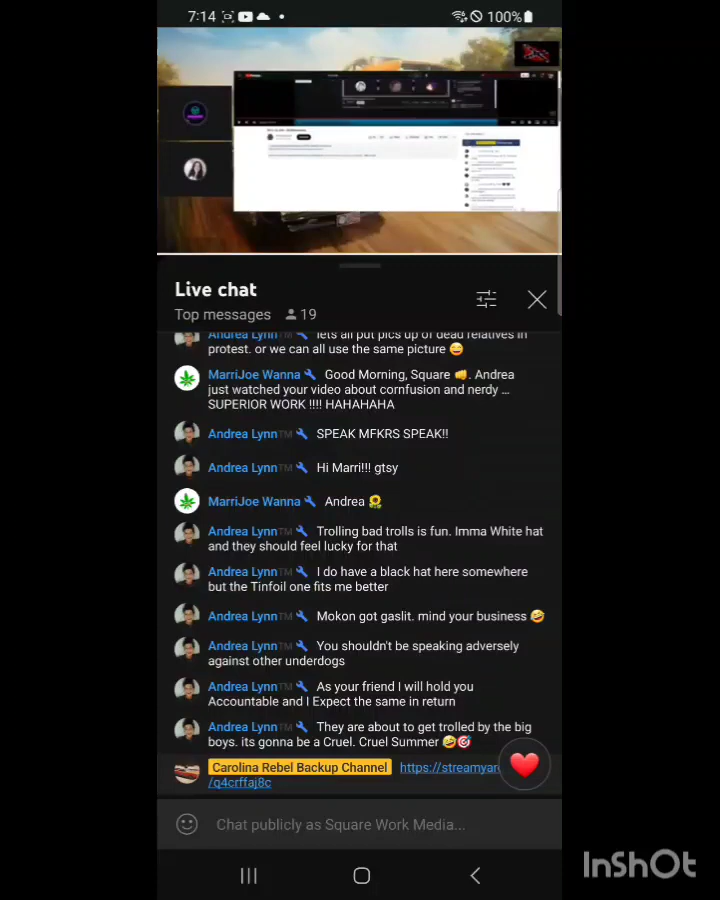 7:14
100%
Live chat
Top messages 19
Andrea Lynn™ lets all put pics up of dead relatives in
protest. or we can all use the same picture 😅
MarriJoe Wanna Good Morning, Square 👊. Andrea
just watched your video about cornfusion and nerdy ...
SUPERIOR WORK !!!! HAHAHAHA
Andrea Lynn™ SPEAK MFKRS SPEAK!!
Andrea Lynn™ Hi Marri!!! gtsy
MarriJoe Wanna Andrea 🌻
Andrea Lynn™ Trolling bad trolls is fun. Imma White hat
and they should feel lucky for that
Andrea Lynn™ I do have a black hat here somewhere
but the Tinfoil one fits me better
Andrea Lynn™ Mokon got gaslit. mind your business 🤣
Andrea Lynn™ You shouldn't be speaking adversely
against other underdogs
Andrea Lynn™ As your friend I will hold you
Accountable and I Expect the same in return
Andrea Lynn™ They are about to get trolled by the big
boys. its gonna be a Cruel. Cruel Summer 🤣🎯
Carolina Rebel Backup Channel https://streamyar
/q4crffaj8c
Chat publicly as Square Work Media...
InShOt